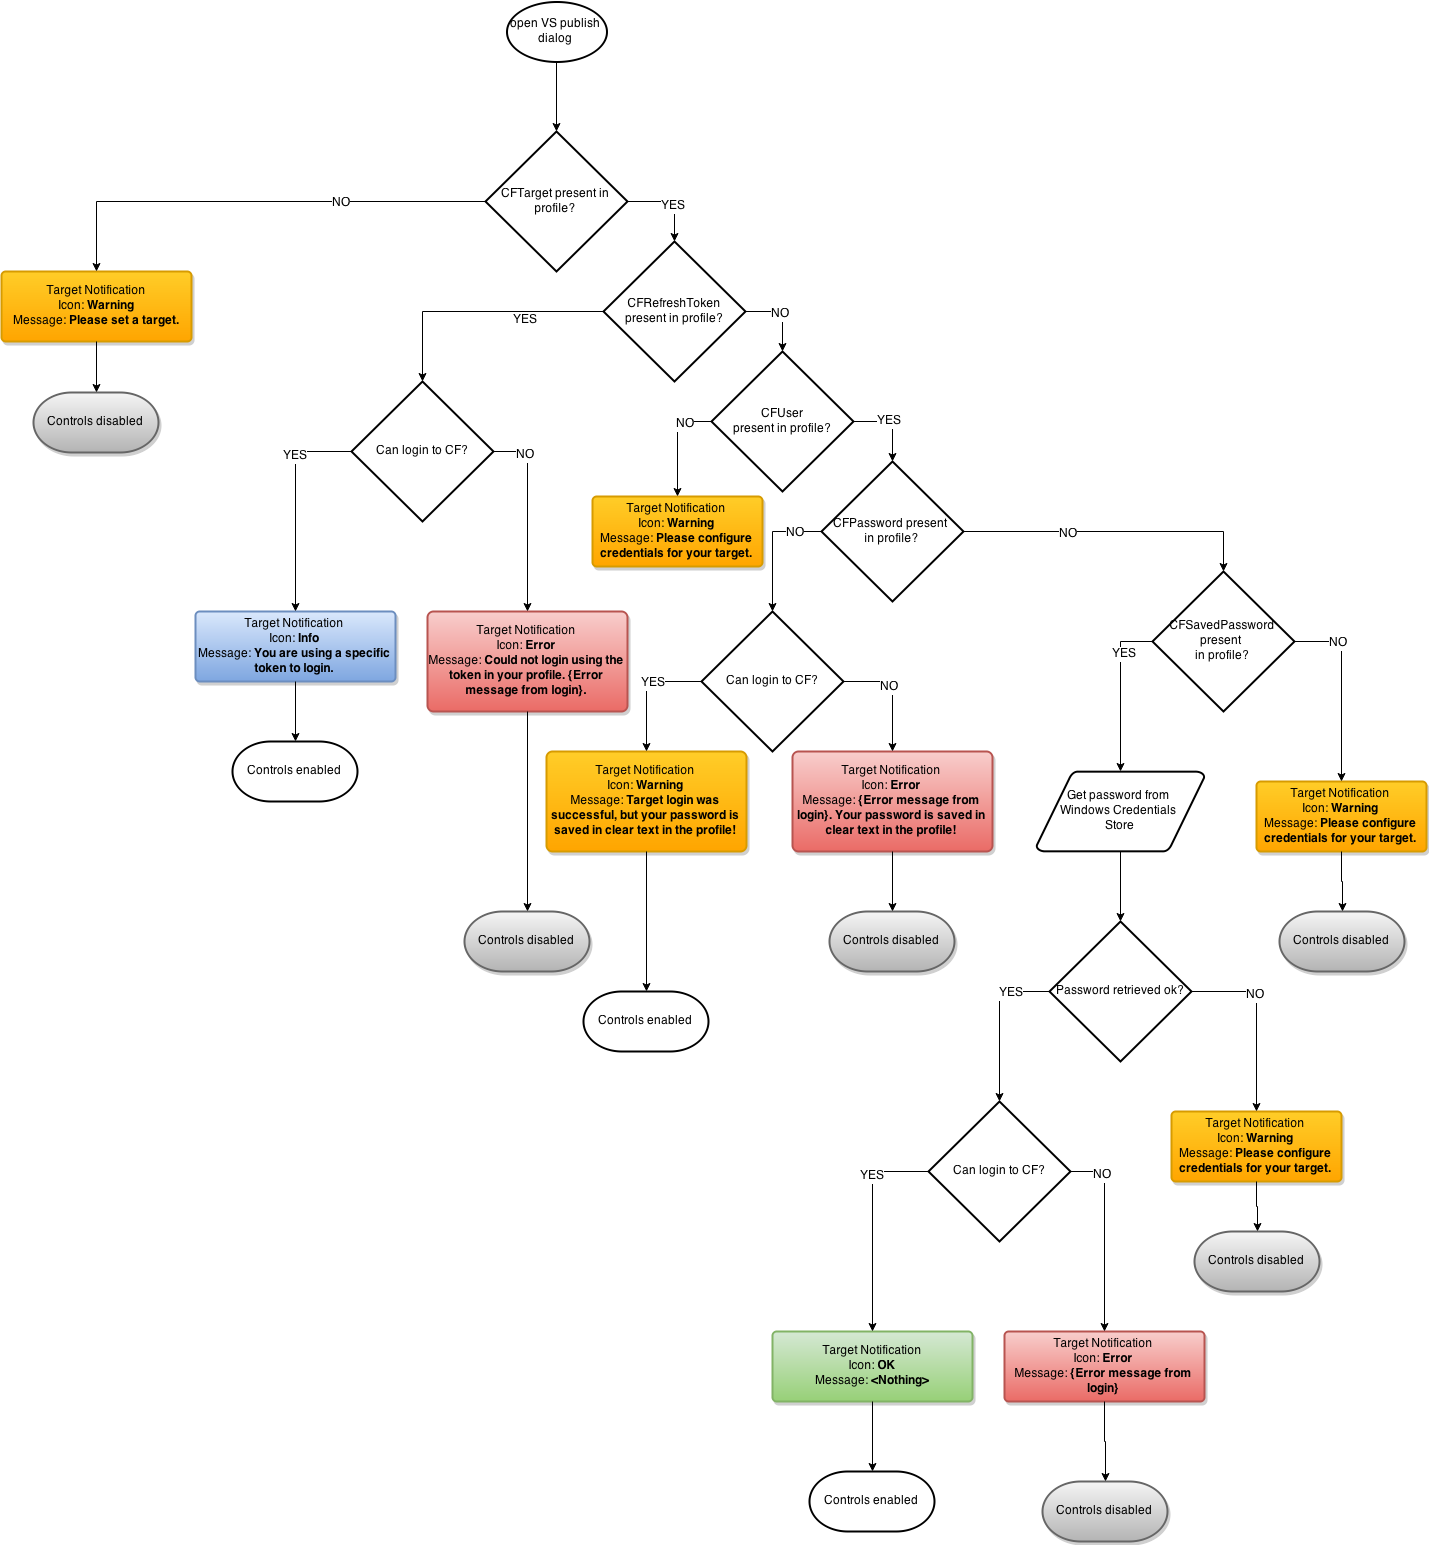 open VS publish
dialog
CFTarget present in
profile?
NO
YES
Target Notification
Icon: Warning
Message: Please set a target.
Controls disabled
CFRefreshToken
present in profile?
YES
NO
Can login to CF?
YES
NO
CFUser
present in profile?
NO
YES
Target Notification
Icon: Warning
Message: Please configure
credentials for your target.
CFPassword present
in profile?
NO
NO
Target Notification
Icon: Info
Message: You are using a specific
token to login.
Controls enabled
Target Notification
Icon: Error
Message: Could not login using the
token in your profile. {Error
message from login}.
Controls disabled
Can login to CF?
YES
NO
Target Notification
Icon: Warning
Message: Target login was
successful, but your password is
saved in clear text in the profile!
Controls enabled
Target Notification
Icon: Error
Message: {Error message from
login}. Your password is saved in
clear text in the profile!
Controls disabled
CFSavedPassword
present
in profile?
YES
NO
Get password from
Windows Credentials
Store
Target Notification
Icon: Warning
Message: Please configure
credentials for your target.
Controls disabled
Password retrieved ok?
YES
NO
Target Notification
Icon: Warning
Message: Please configure
credentials for your target.
Controls disabled
Can login to CF?
YES
NO
Target Notification
Icon: OK
Message: <Nothing>
Controls enabled
Target Notification
Icon: Error
Message: {Error message from
login}
Controls disabled